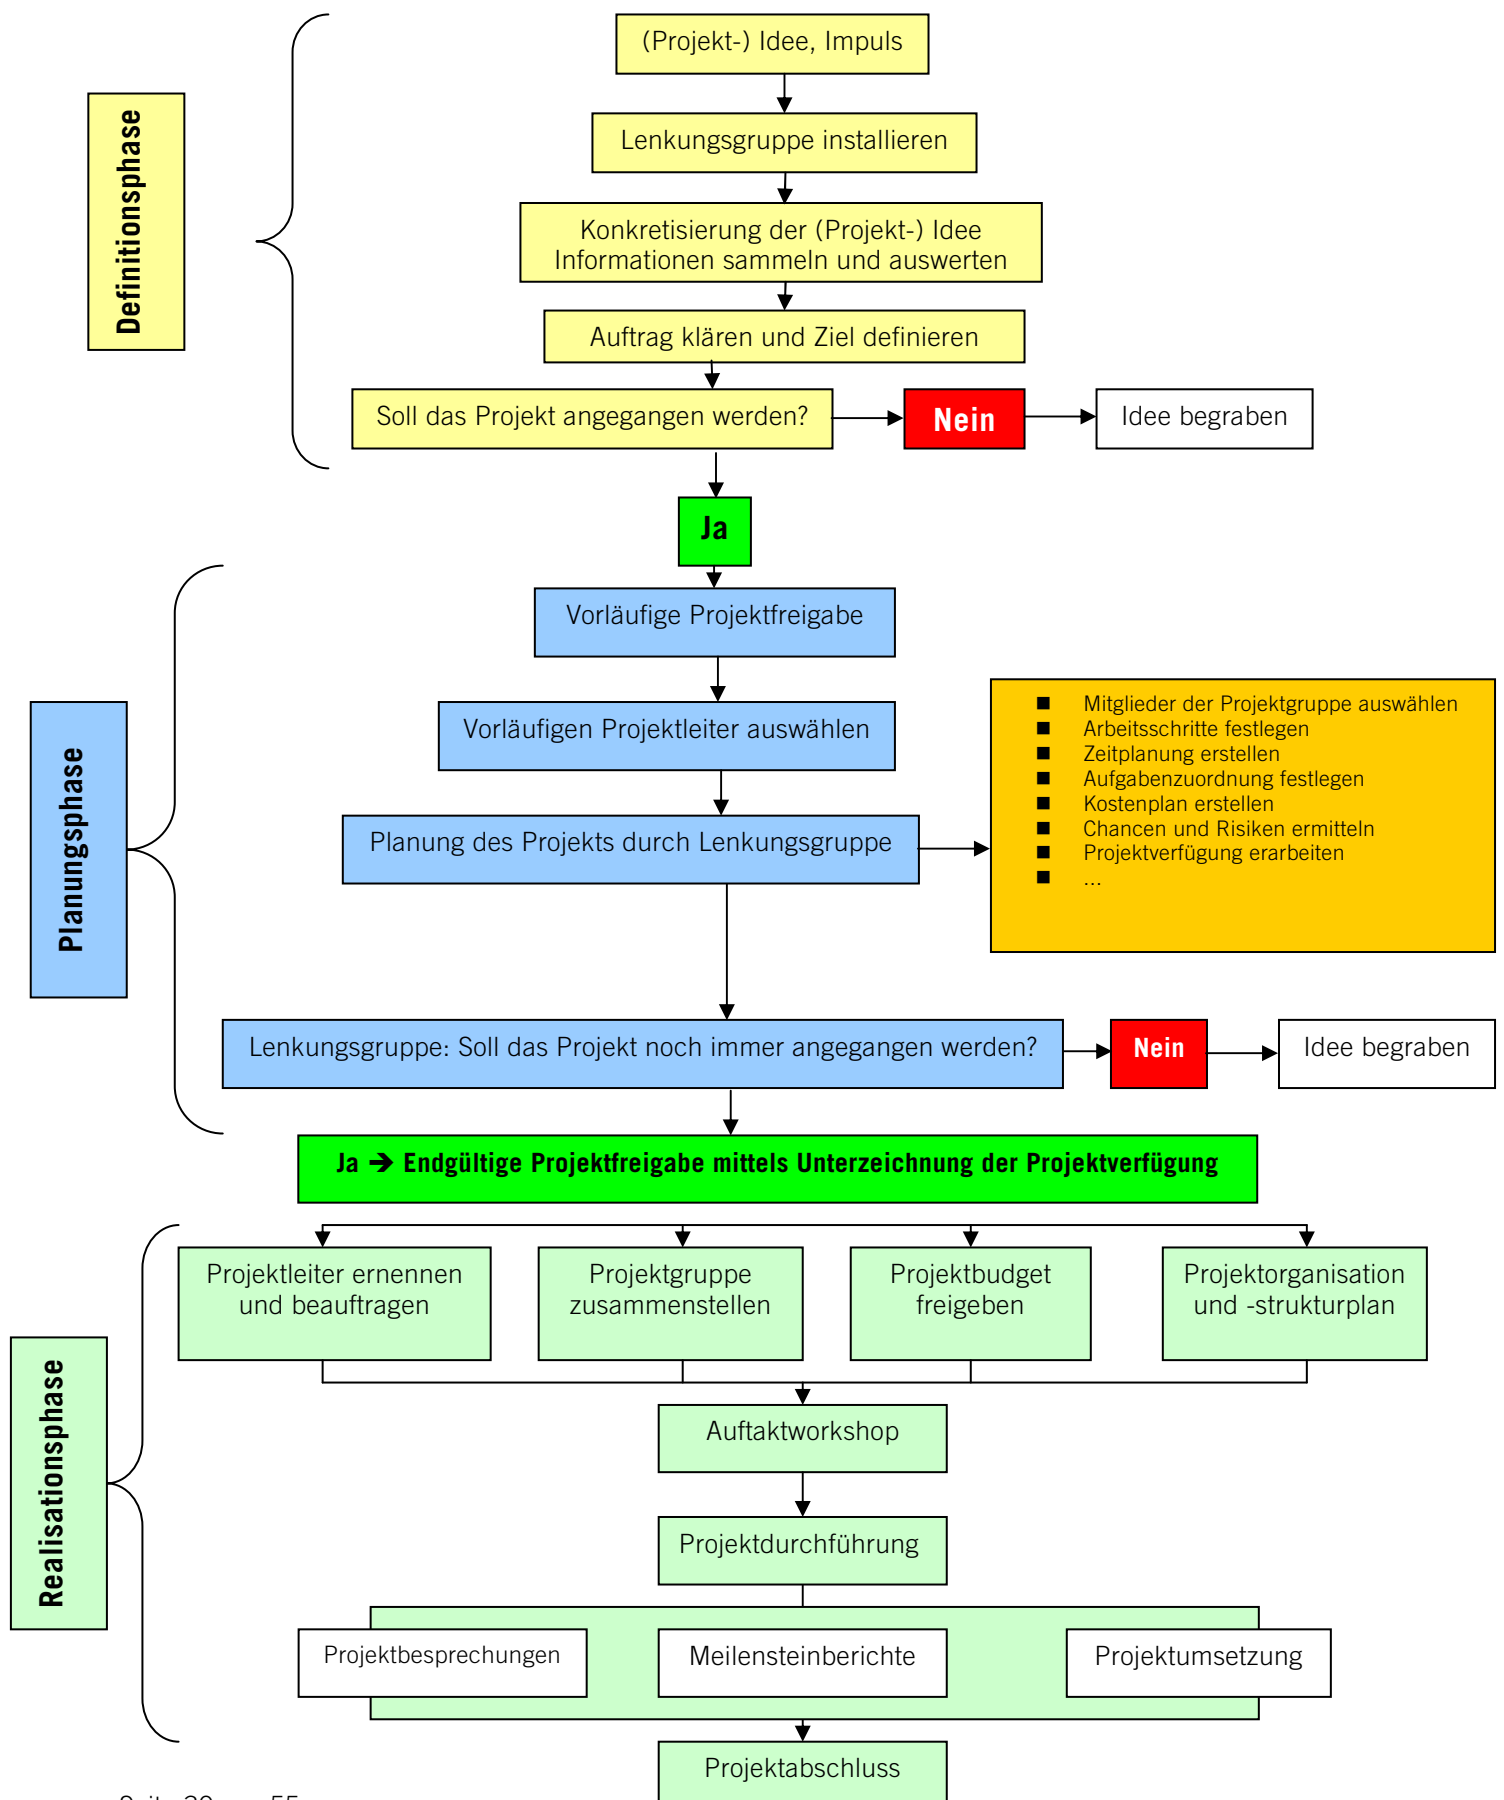 (Projekt-) Idee, Impuls
Lenkungsgruppe installieren
Definitionsphase
Konkretisierung der (Projekt-) Idee
Informationen sammeln und auswerten
Auftrag klären und Ziel definieren
Soll das Projekt angegangen werden?
Nein
Idee begraben
Ja
Vorläufige Projektfreigabe
Vorläufigen Projektleiter auswählen
Planungsphase
Planung des Projekts durch Lenkungsgruppe
■ Mitglieder der Projektgruppe auswählen
■ Arbeitsschritte festlegen
■ Zeitplanung erstellen
■ Aufgabenzuordnung festlegen
■ Kostenplan erstellen
■ Chancen und Risiken ermitteln
■ Projektverfügung erarbeiten
■ ...
Lenkungsgruppe: Soll das Projekt noch immer angegangen werden?
Nein
Idee begraben
Ja ➔ Endgültige Projektfreigabe mittels Unterzeichnung der Projektverfügung
Projektleiter ernennen
und beauftragen
Projektgruppe
zusammenstellen
Projektbudget
freigeben
Projektorganisation
und -strukturplan
Realisationsphase
Auftaktworkshop
Projektdurchführung
Projektbesprechungen
Meilensteinberichte
Projektumsetzung
Projektabschluss